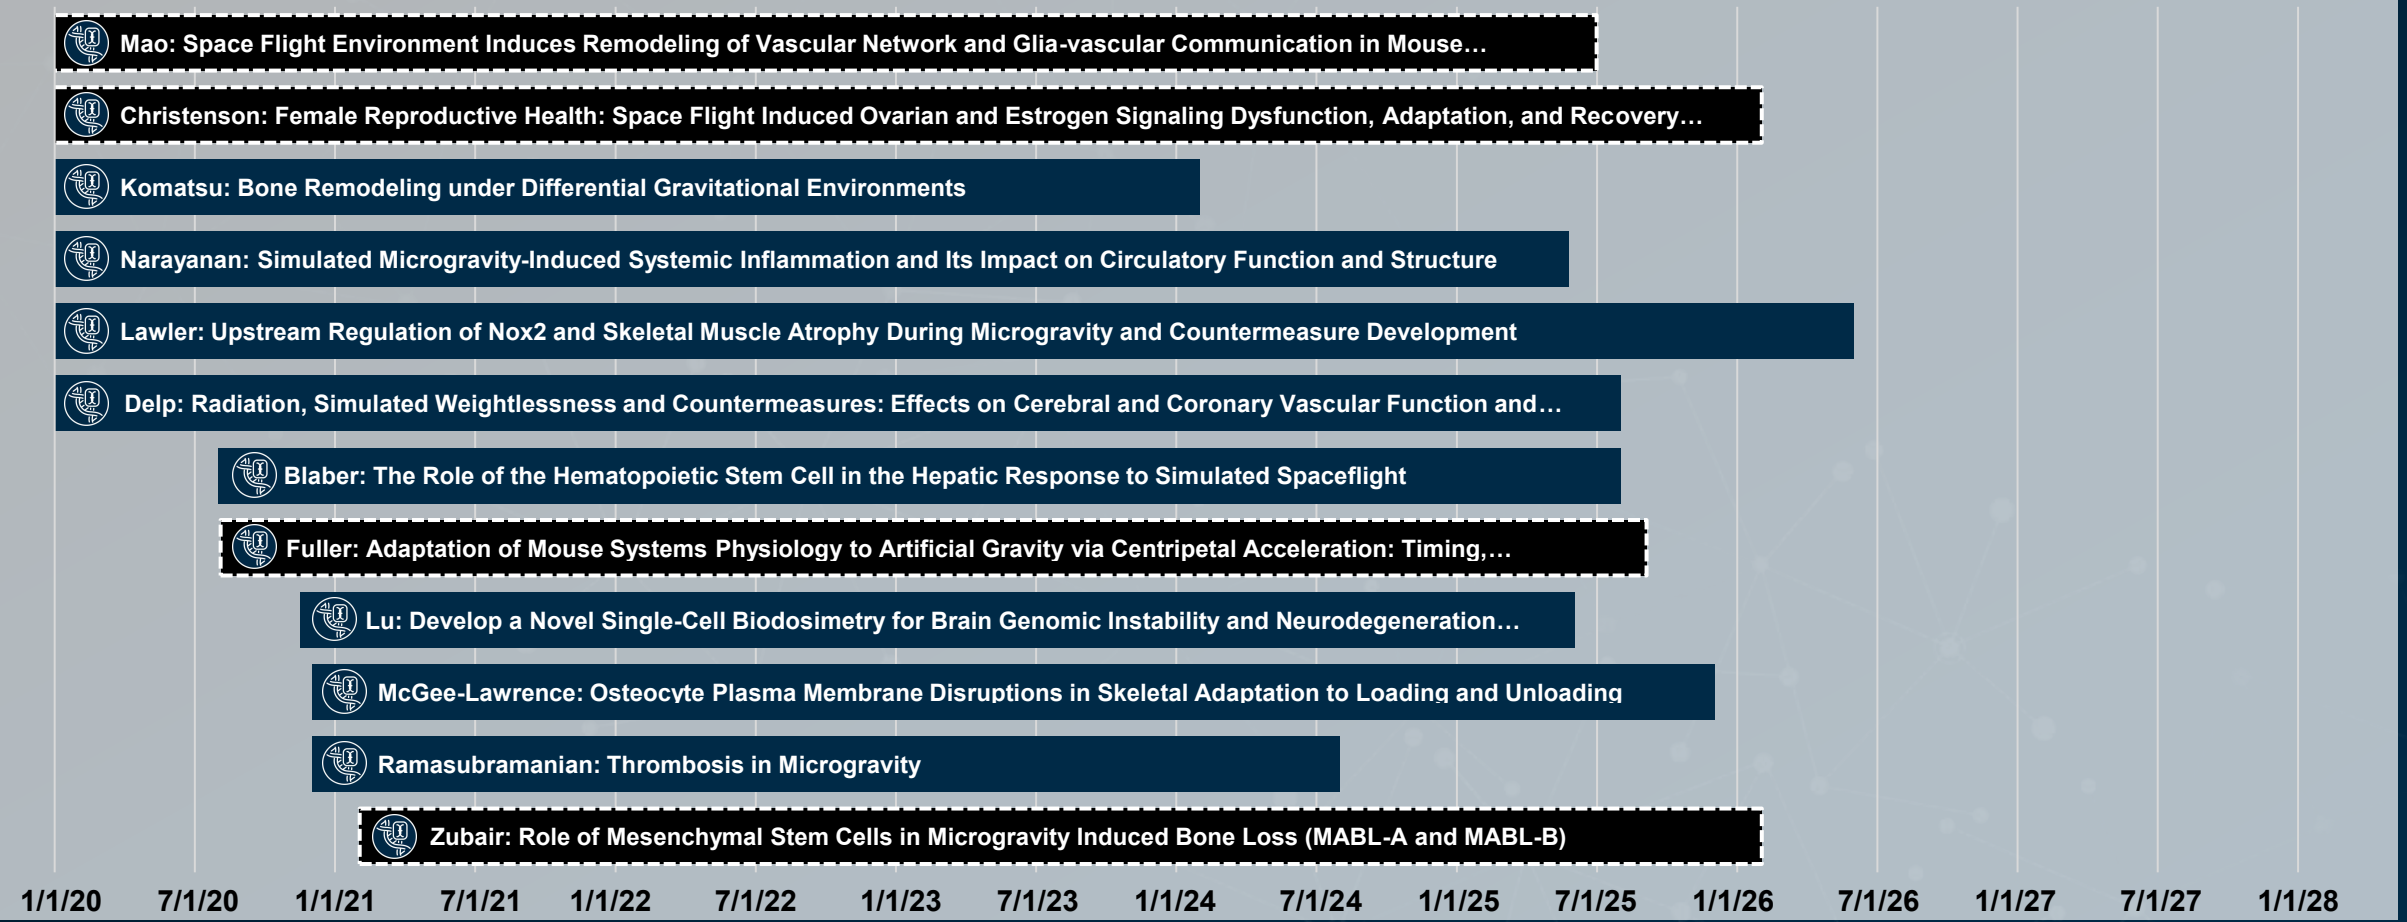 Mao: Space Flight Environment Induces Remodeling of Vascular Network and Glia-vascular Communication in Mouse…
Christenson: Female Reproductive Health: Space Flight Induced Ovarian and Estrogen Signaling Dysfunction, Adaptation, and Recovery…
Komatsu: Bone Remodeling under Differential Gravitational Environments
Narayanan: Simulated Microgravity-Induced Systemic Inflammation and Its Impact on Circulatory Function and Structure
Lawler: Upstream Regulation of Nox2 and Skeletal Muscle Atrophy During Microgravity and Countermeasure Development
Delp: Radiation, Simulated Weightlessness and Countermeasures: Effects on Cerebral and Coronary Vascular Function and…
Blaber: The Role of the Hematopoietic Stem Cell in the Hepatic Response to Simulated Spaceflight
Fuller: Adaptation of Mouse Systems Physiology to Artificial Gravity via Centripetal Acceleration: Timing,…
Lu: Develop a Novel Single-Cell Biodosimetry for Brain Genomic Instability and Neurodegeneration…
McGee-Lawrence: Osteocyte Plasma Membrane Disruptions in Skeletal Adaptation to Loading and Unloading
Ramasubramanian: Thrombosis in Microgravity
Zubair: Role of Mesenchymal Stem Cells in Microgravity Induced Bone Loss (MABL-A and MABL-B)
1/1/20 7/1/20 1/1/21 7/1/21 1/1/22 7/1/22 1/1/23 7/1/23 1/1/24 7/1/24 1/1/25 7/1/25 1/1/26 7/1/26 1/1/27 7/1/27 1/1/28